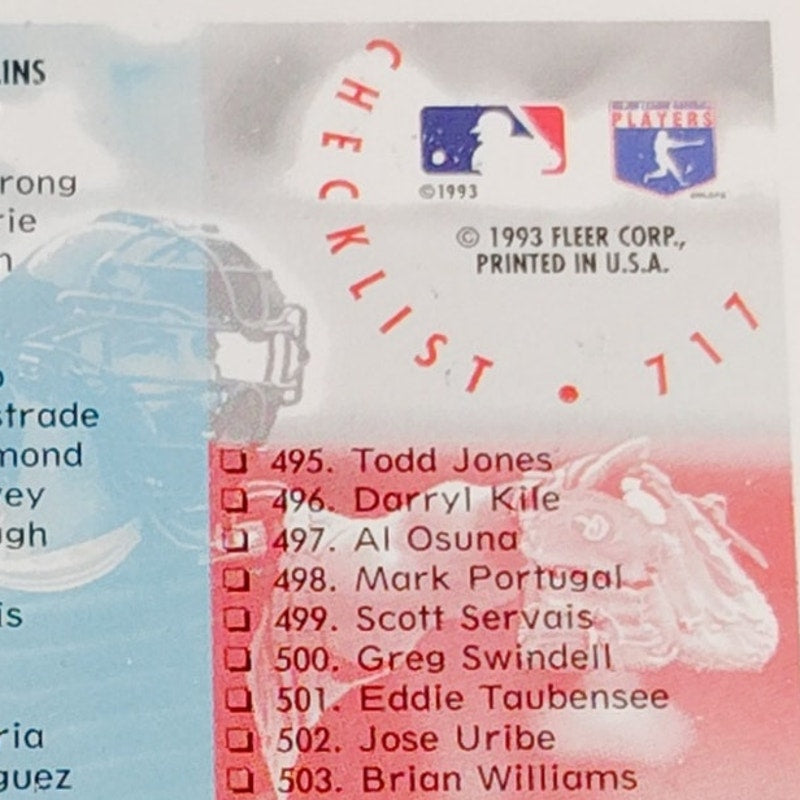 INS
rong
rie
strade
mond
vey
ugh
is
ria
guez
CHECKLIST • 717
©1993
PLAYERS
© 1993 FLEER CORP.,
PRINTED IN U.S.A.
495. Todd Jones
496. Darryl Kile
497. Al Osuna
498. Mark Portugal
499. Scott Servais
500. Greg Swindell
501. Eddie Taubensee
502. Jose Uribe
503. Brian Williams